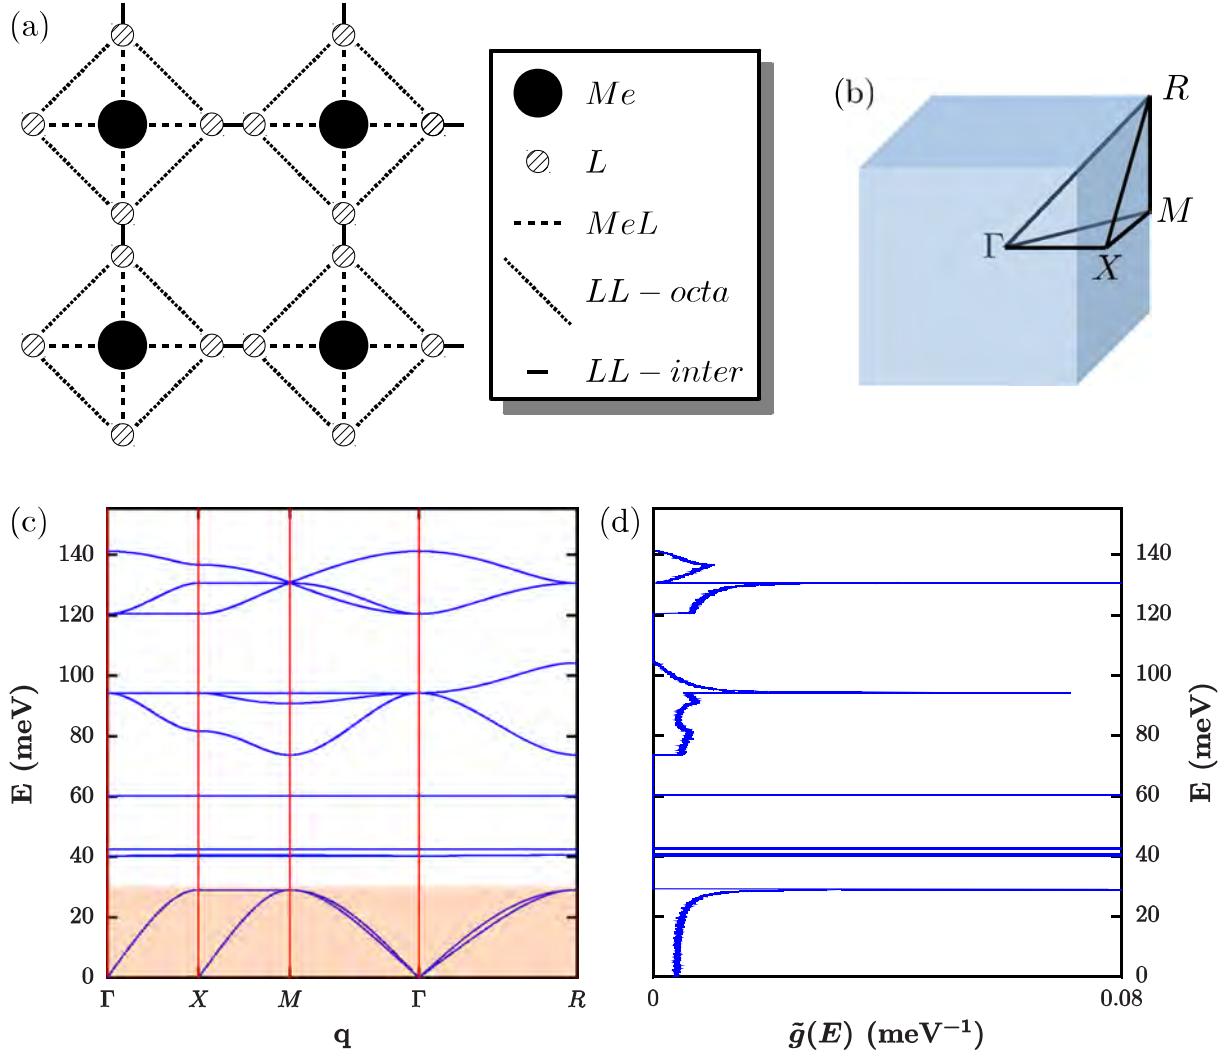 (a)
Me
L
MeL
LL − octa
LL − inter
(b)
R
M
Γ
X
(c)
140
120
100
80
60
40
20
0
E (meV)
Γ
X
M
Γ
R
q
(d)
140
120
100
80
60
40
20
0
E (meV)
0
0.08
g̃(E) (meV⁻¹)